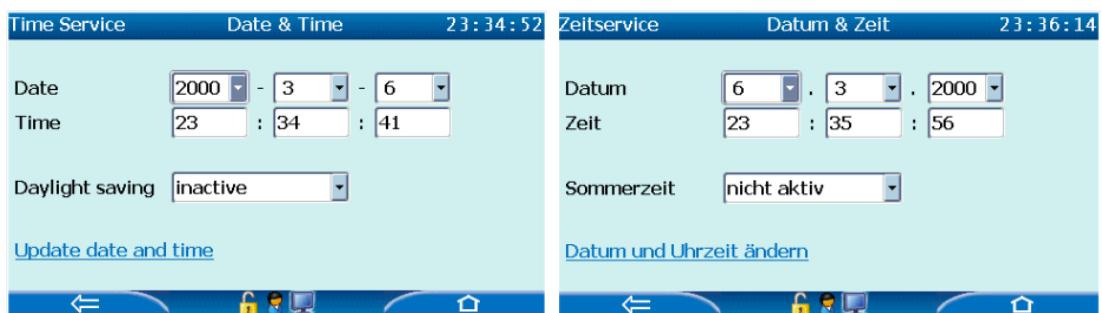 Time Service Date & Time 23:34:52
Date 2000 - 3 - 6
Time 23 : 34 : 41
Daylight saving inactive
Update date and time
Zeitservice Datum & Zeit 23:36:14
Datum 6 . 3 . 2000
Zeit 23 : 35 : 56
Sommerzeit nicht aktiv
Datum und Uhrzeit ändern